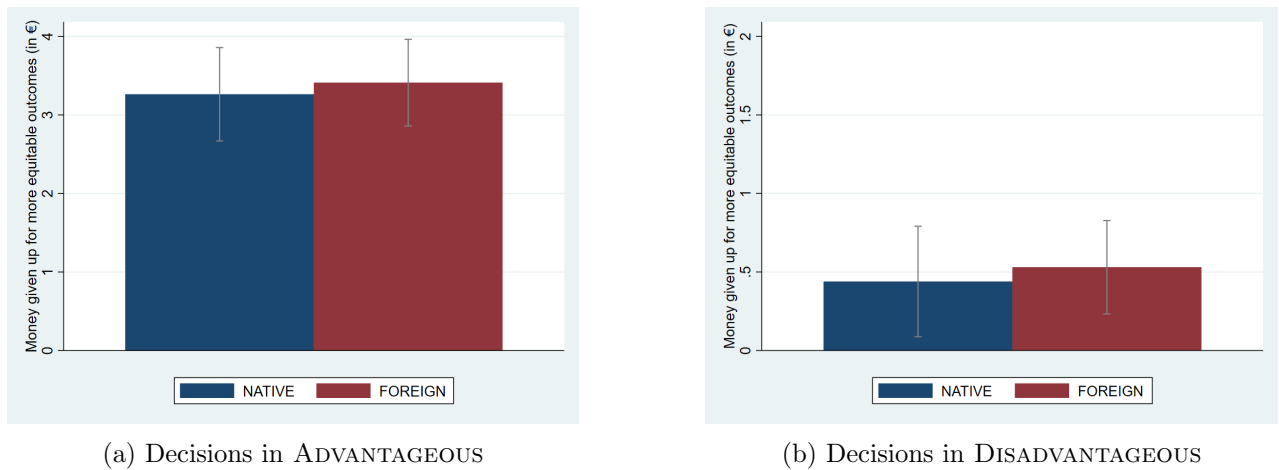 Money given up for more equitable outcomes (in €)
4
3
2
1
0
NATIVE FOREIGN
(a) Decisions in ADVANTAGEOUS
Money given up for more equitable outcomes (in €)
2
1.5
1
.5
0
NATIVE FOREIGN
(b) Decisions in DISADVANTAGEOUS